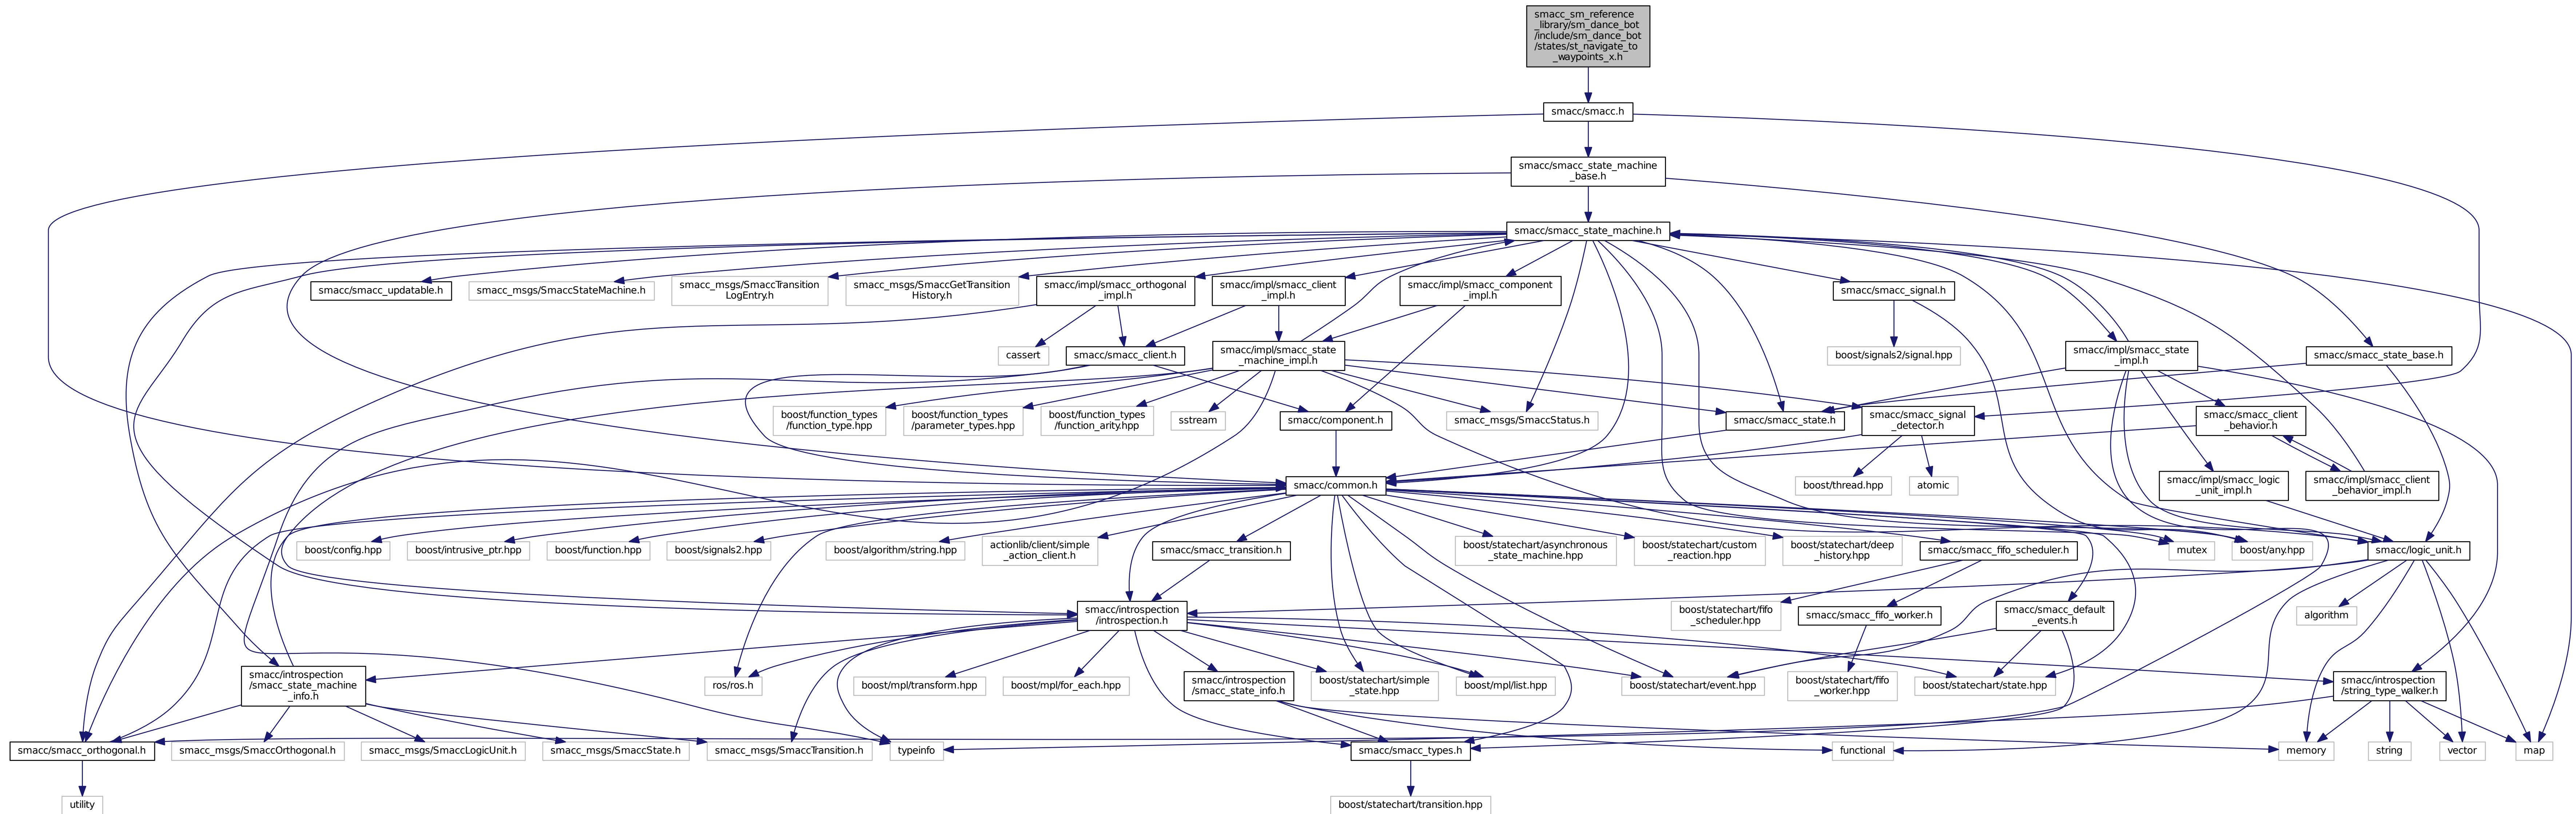 smacc_sm_reference
_library/sm_dance_bot
/include/sm_dance_bot
/states/st_navigate_to
_waypoints_x.h
smacc/smacc.h
smacc/smacc_state_machine
_base.h
smacc/smacc_state_machine.h
smacc/smacc_updatable.h
smacc_msgs/SmaccStateMachine.h
smacc_msgs/SmaccTransition
LogEntry.h
smacc_msgs/SmaccGetTransition
History.h
smacc/impl/smacc_orthogonal
_impl.h
smacc/impl/smacc_client
_impl.h
smacc/impl/smacc_component
_impl.h
smacc/smacc_signal.h
cassert
smacc/smacc_client.h
smacc/impl/smacc_state
_machine_impl.h
boost/signals2/signal.hpp
smacc/impl/smacc_state
_impl.h
smacc/smacc_state_base.h
boost/function_types
/function_type.hpp
boost/function_types
/parameter_types.hpp
boost/function_types
/function_arity.hpp
sstream
smacc/component.h
smacc_msgs/SmaccStatus.h
smacc/smacc_state.h
smacc/smacc_signal
_detector.h
smacc/smacc_client
_behavior.h
smacc/common.h
boost/thread.hpp
atomic
smacc/impl/smacc_logic
_unit_impl.h
smacc/impl/smacc_client
_behavior_impl.h
boost/config.hpp
boost/intrusive_ptr.hpp
boost/function.hpp
boost/signals2.hpp
boost/algorithm/string.hpp
actionlib/client/simple
_action_client.h
smacc/smacc_transition.h
boost/statechart/asynchronous
_state_machine.hpp
boost/statechart/custom
_reaction.hpp
boost/statechart/deep
_history.hpp
smacc/smacc_fifo_scheduler.h
mutex
boost/any.hpp
smacc/logic_unit.h
smacc/introspection
/introspection.h
boost/statechart/fifo
_scheduler.hpp
smacc/smacc_fifo_worker.h
smacc/smacc_default
_events.h
algorithm
smacc/introspection
/smacc_state_machine
_info.h
ros/ros.h
boost/mpl/transform.hpp
boost/mpl/for_each.hpp
smacc/introspection
/smacc_state_info.h
boost/statechart/simple
_state.hpp
boost/mpl/list.hpp
boost/statechart/event.hpp
boost/statechart/fifo
_worker.hpp
boost/statechart/state.hpp
smacc/introspection
/string_type_walker.h
smacc/smacc_orthogonal.h
smacc_msgs/SmaccOrthogonal.h
smacc_msgs/SmaccLogicUnit.h
smacc_msgs/SmaccState.h
smacc_msgs/SmaccTransition.h
typeinfo
smacc/smacc_types.h
functional
memory
string
vector
map
utility
boost/statechart/transition.hpp